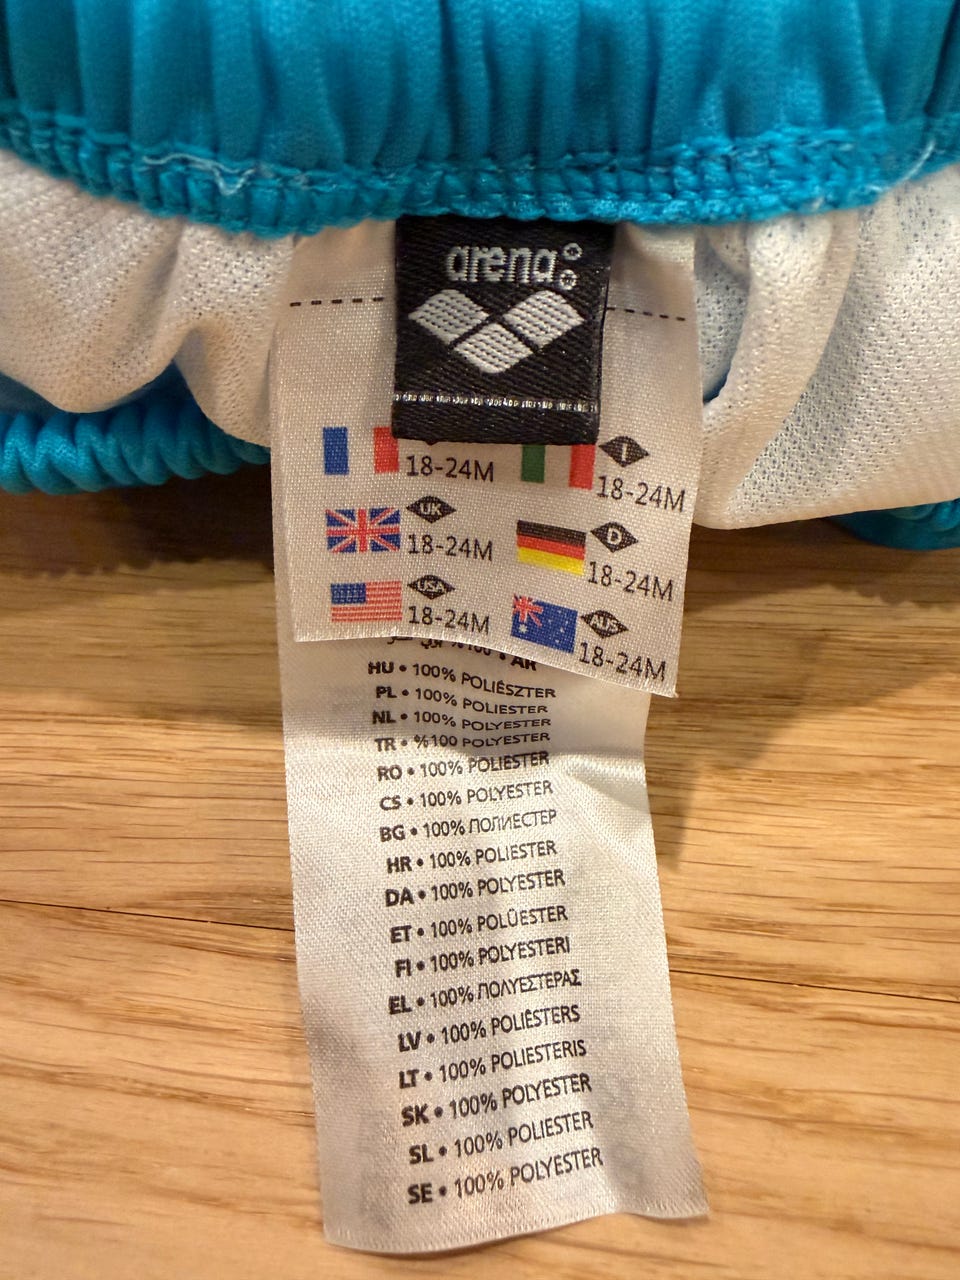 arena
18-24M
I
18-24M
UK
18-24M
D
18-24M
USA
18-24M
AUS
18-24M
%100 • AR
HU • 100% POLIÉSZTER
PL • 100% POLIESTER
NL • 100% POLYESTER
TR • %100 POLYESTER
RO • 100% POLIESTER
CS • 100% POLYESTER
BG • 100% ПОЛИЕСТЕР
HR • 100% POLIESTER
DA • 100% POLYESTER
ET • 100% POLÜESTER
FI • 100% POLYESTERI
EL • 100% ΠΟΛΥΕΣΤΕΡΑΣ
LV • 100% POLIĒSTERS
LT • 100% POLIESTERIS
SK • 100% POLYESTER
SL • 100% POLIESTER
SE • 100% POLYESTER